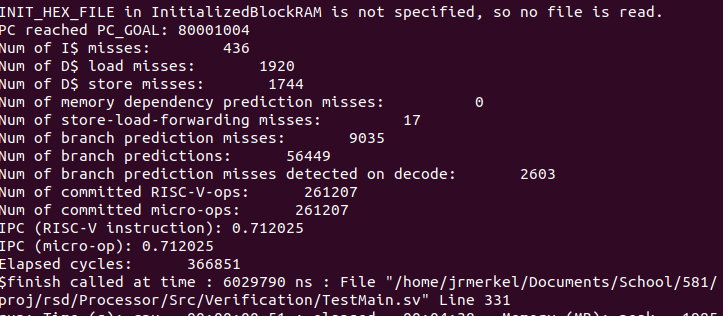 INIT_HEX_FILE in InitializedBlockRAM is not specified, so no file is read.
PC reached PC_GOAL: 80001004
Num of I$ misses:         436
Num of D$ load misses:        1920
Num of D$ store misses:        1744
Num of memory dependency prediction misses:           0
Num of store-load-forwarding misses:          17
Num of branch prediction misses:        9035
Num of branch predictions:       56449
Num of branch prediction misses detected on decode:        2603
Num of committed RISC-V-ops:       261207
Num of committed micro-ops:       261207
IPC (RISC-V instruction): 0.712025
IPC (micro-op): 0.712025
Elapsed cycles:       366851
$finish called at time : 6029790 ns : File "/home/jrmerkel/Documents/School/581/
proj/rsd/Processor/Src/Verification/TestMain.sv" Line 331